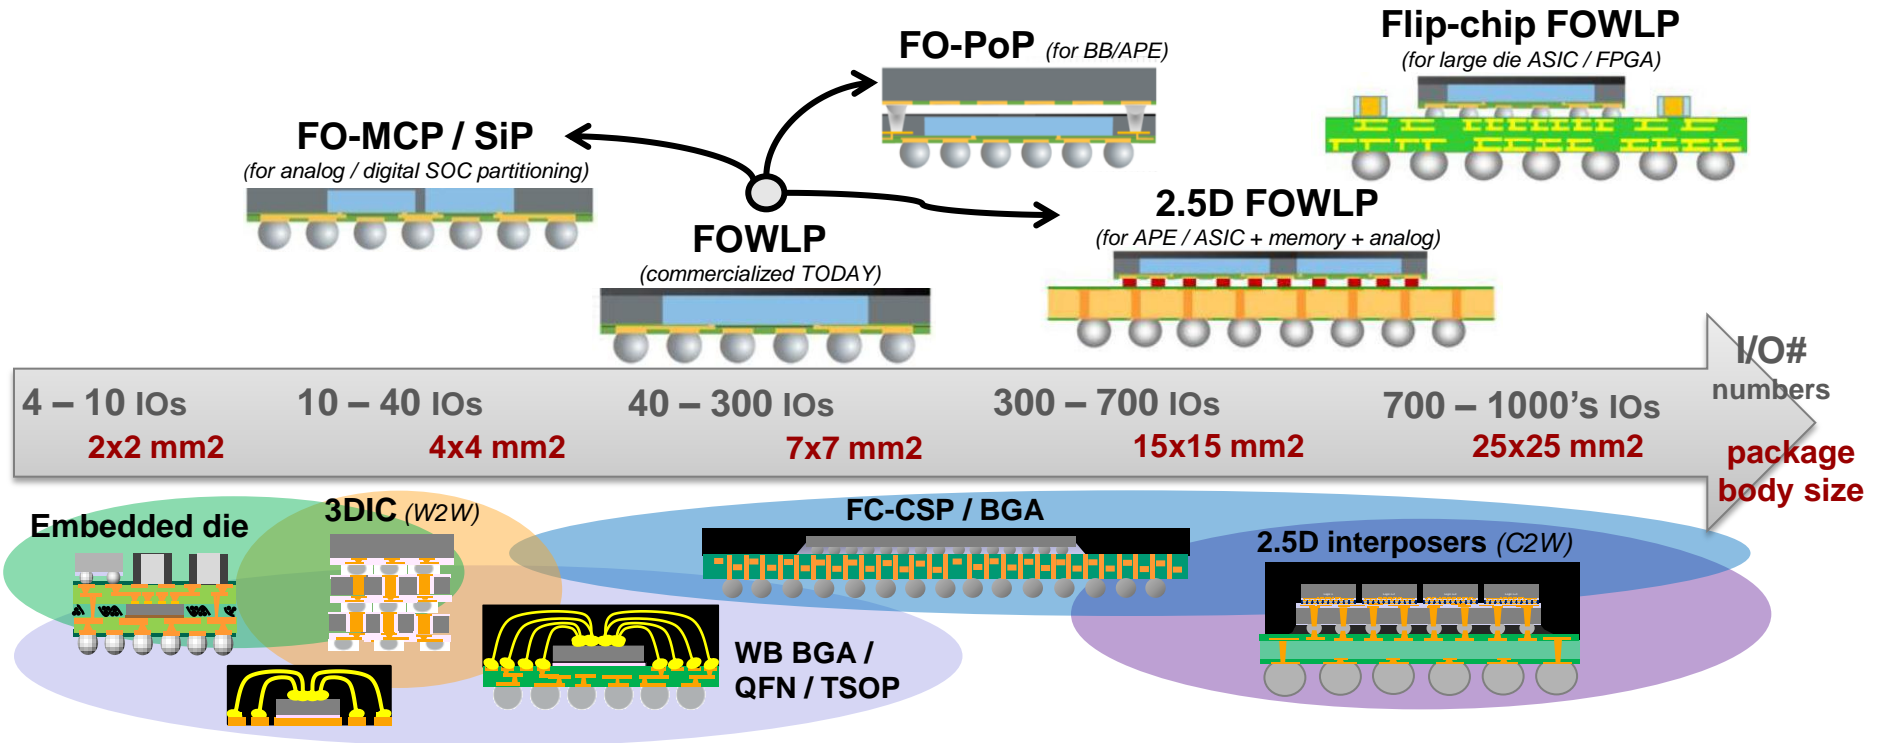 FO-PoP (for BB/APE)
Flip-chip FOWLP
(for large die ASIC / FPGA)
FO-MCP / SiP
(for analog / digital SOC partitioning)
2.5D FOWLP
(for APE / ASIC + memory + analog)
FOWLP
(commercialized TODAY)
I/O#
numbers
4 – 10 IOs
10 – 40 IOs
40 – 300 IOs
300 – 700 IOs
700 – 1000's IOs
2x2 mm2
4x4 mm2
7x7 mm2
15x15 mm2
25x25 mm2
package
body size
Embedded die
3DIC (W2W)
FC-CSP / BGA
2.5D interposers (C2W)
WB BGA /
QFN / TSOP